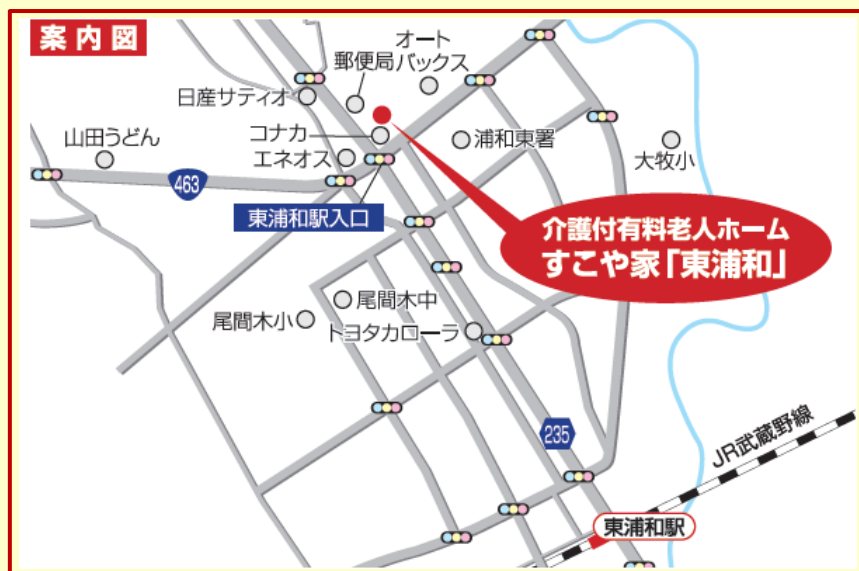 案内図
オート
バックス
郵便局
日産サティオ
コナカ
山田うどん
エネオス
浦和東署
大牧小
463
東浦和駅入口
介護付有料老人ホーム
すこや家「東浦和」
尾間木中
尾間木小
トヨタカローラ
235
JR武蔵野線
東浦和駅